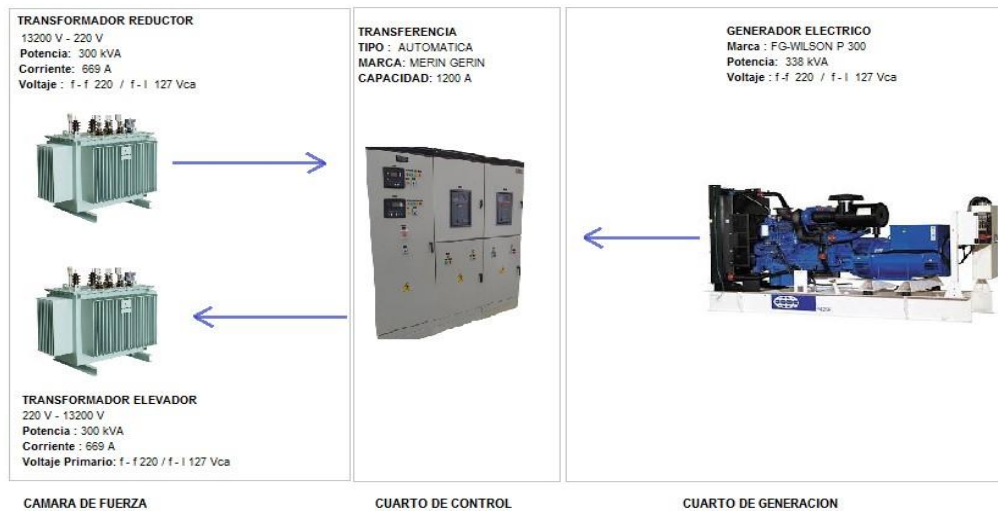 TRANSFORMADOR REDUCTOR
13200 V - 220 V
Potencia: 300 kVA
Corriente: 669 A
Voltaje : f - f 220 / f - l 127 Vca
TRANSFERENCIA
TIPO : AUTOMATICA
MARCA: MERIN GERIN
CAPACIDAD: 1200 A
GENERADOR ELECTRICO
Marca : FG-WILSON P 300
Potencia: 338 kVA
Voltaje : f -f 220 / f - l 127 Vca
TRANSFORMADOR ELEVADOR
220 V - 13200 V
Potencia : 300 kVA
Corriente : 669 A
Voltaje Primario: f - f 220 / f - l 127 Vca
CAMARA DE FUERZA
CUARTO DE CONTROL
CUARTO DE GENERACION